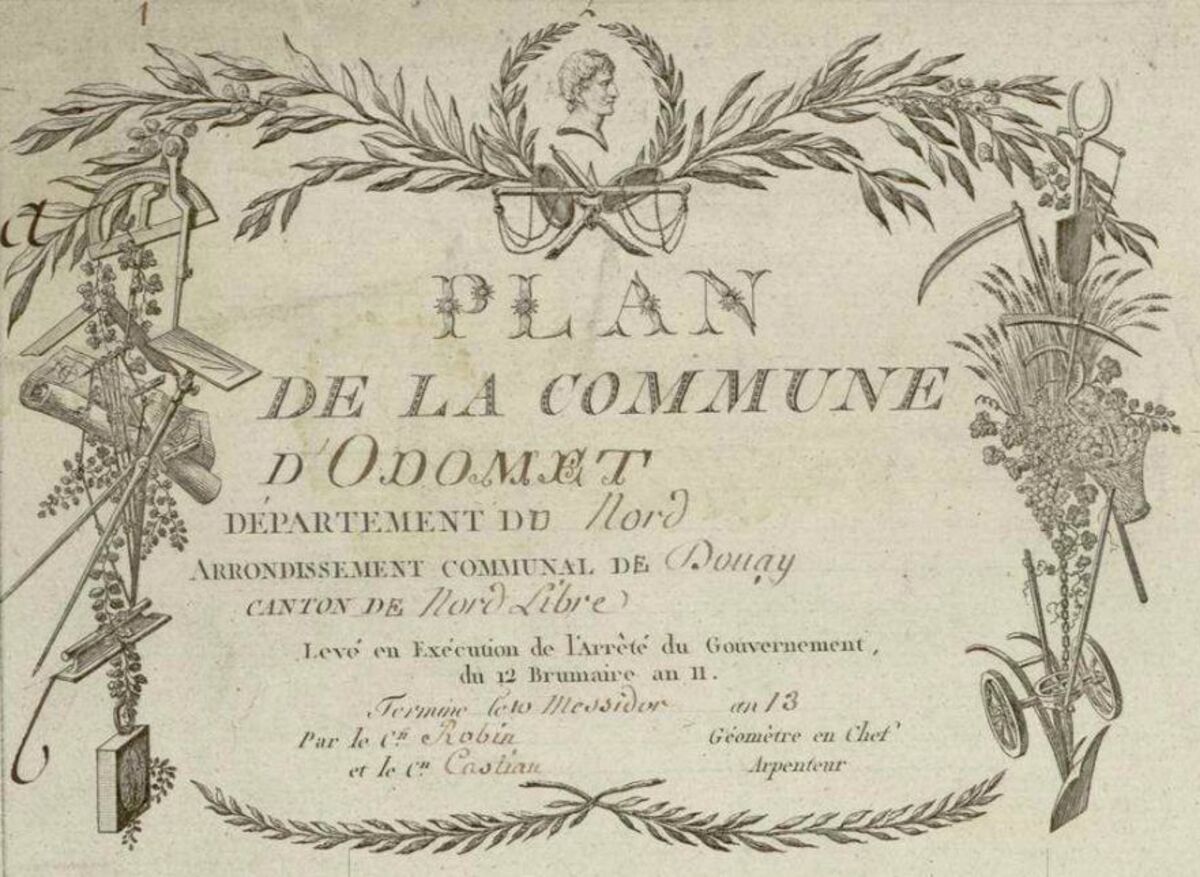 1
PLAN
DE LA COMMUNE
D'ODOMET
DÉPARTEMENT DU Nord
ARRONDISSEMENT COMMUNAL DE Douay
CANTON DE Nord Libre
Levé en Exécution de l'Arrêté du Gouvernement,
du 12 Brumaire an 11.
Terminé le 10 Messidor an 13
Par le Cen. Robin Géomètre en Chef
et le Cen. Castiau Arpenteur